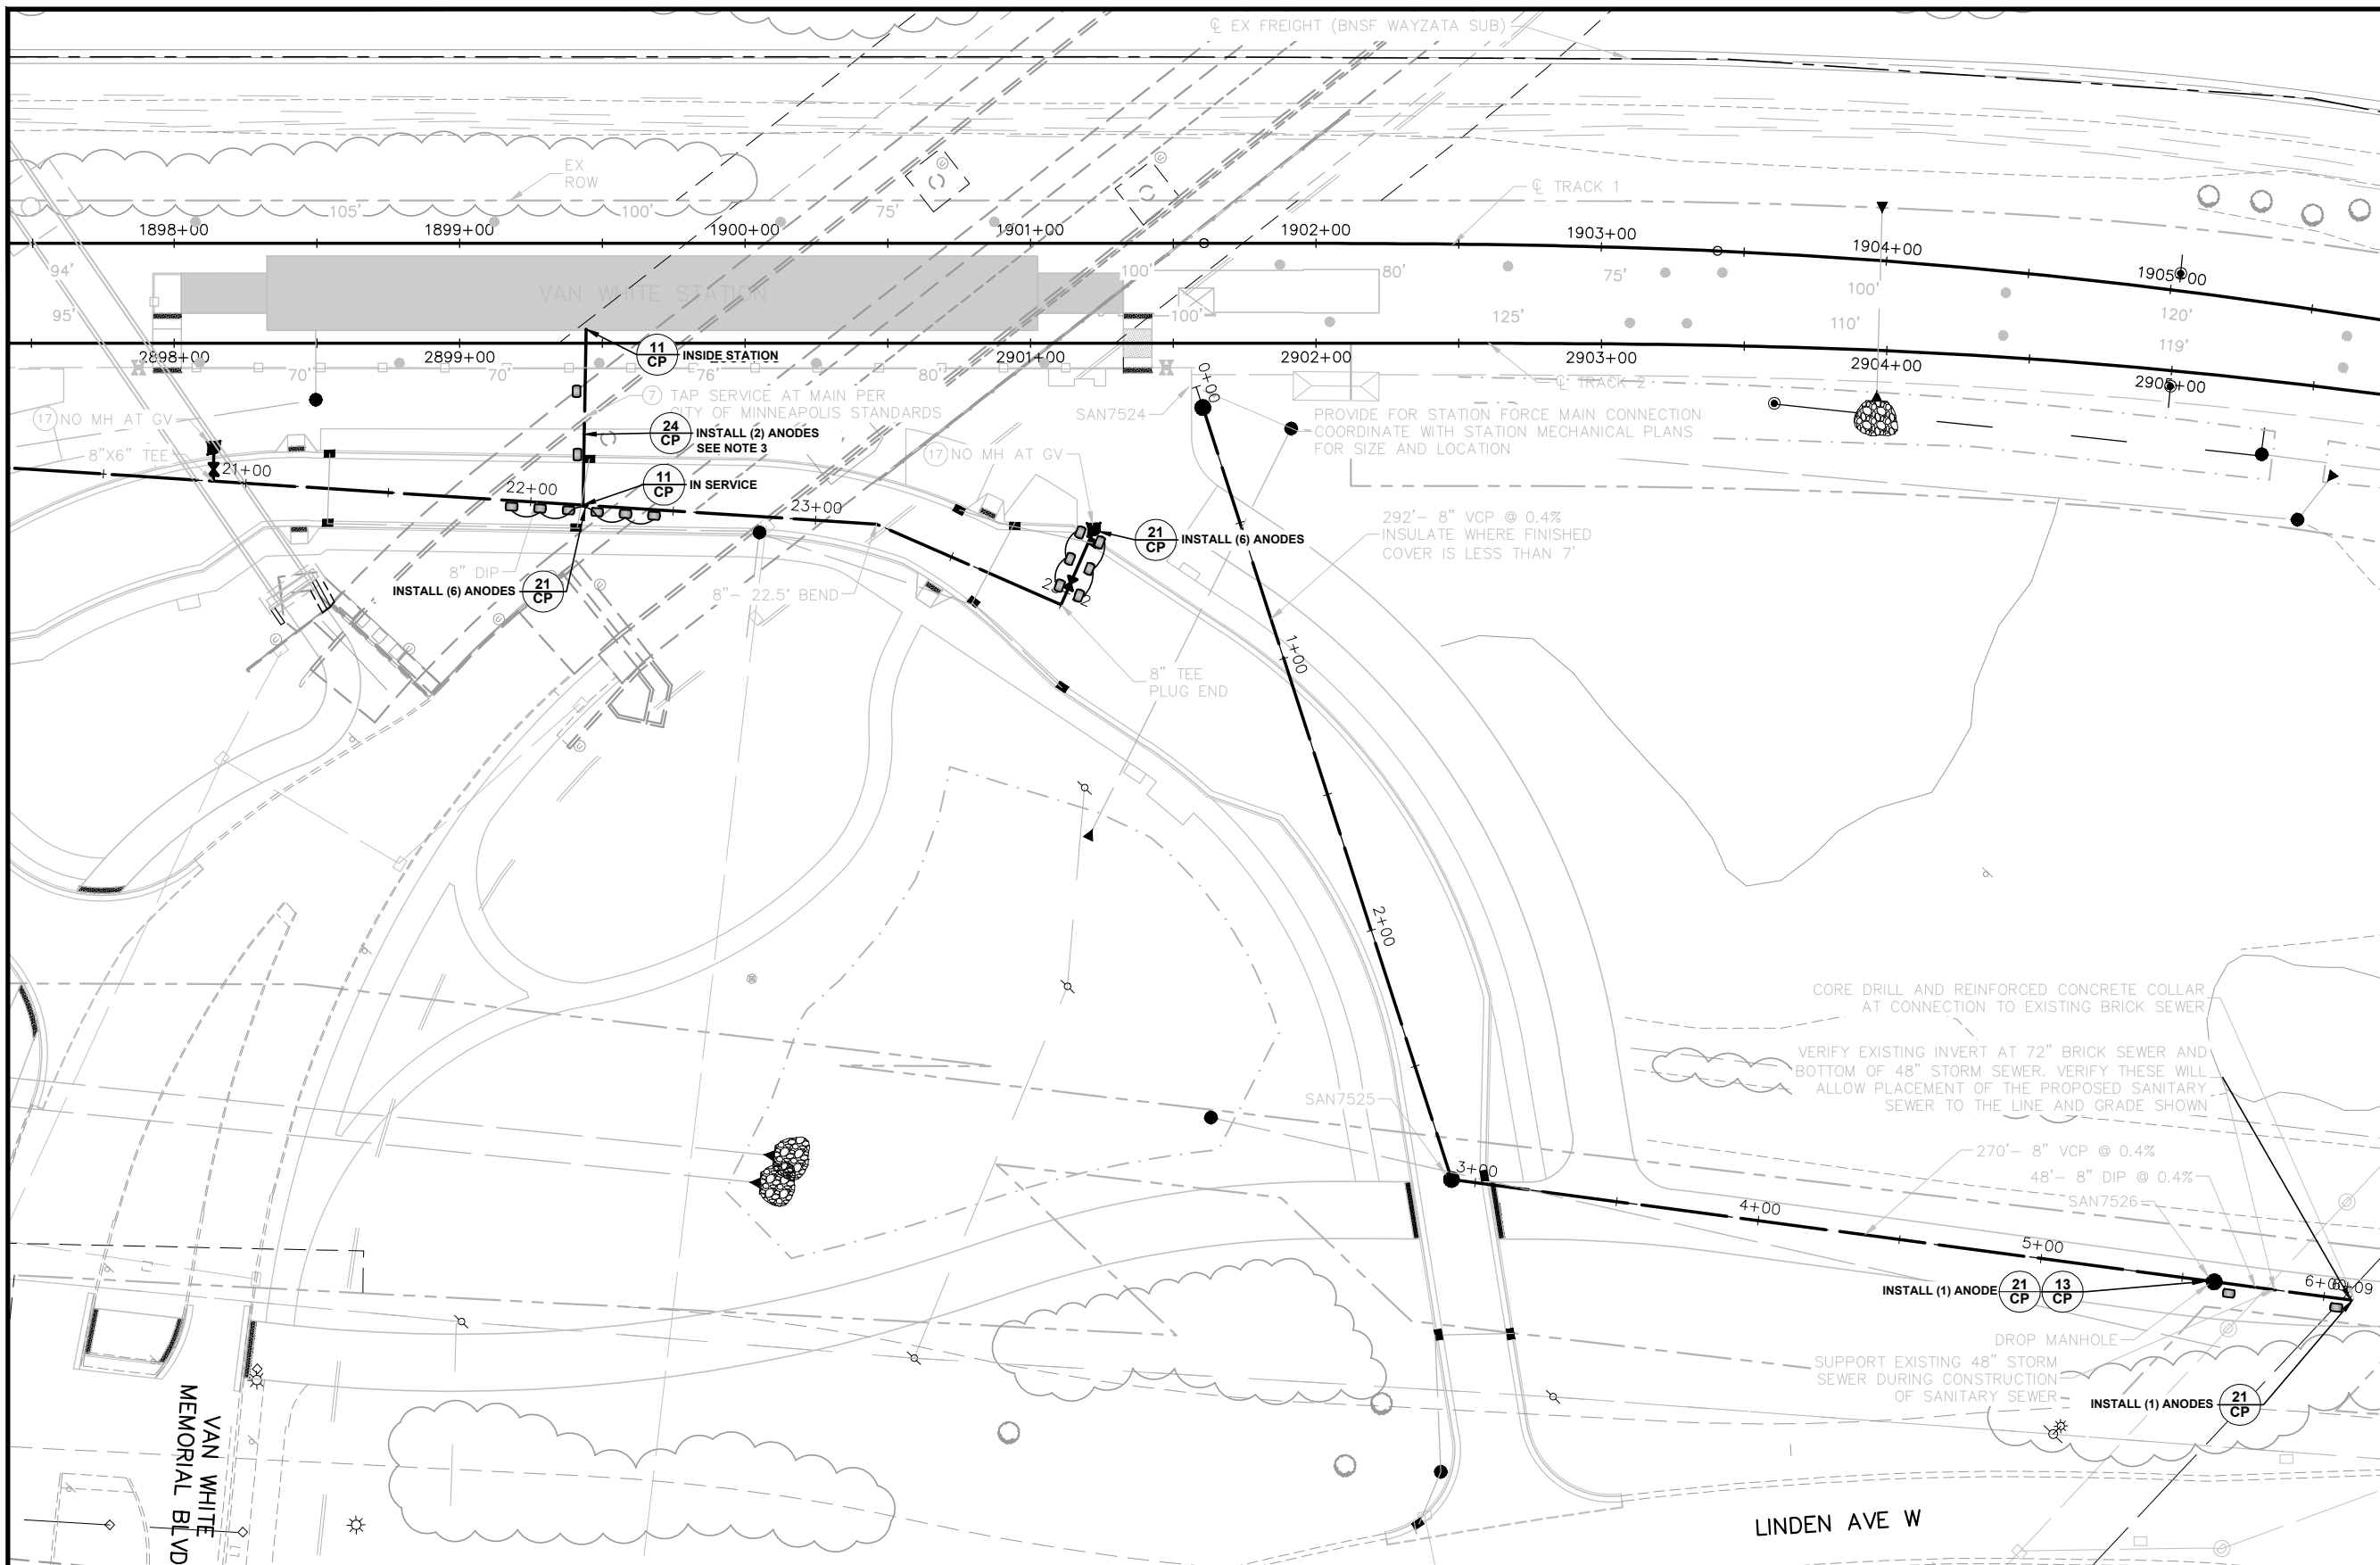 ℄ EX FREIGHT (BNSF WAYZATA SUB)
EX
ROW
℄ TRACK 1
105'
100'
75'
1898+00
1899+00
1900+00
1901+00
1902+00
1903+00
1904+00
1905+00
94'
95'
VAN WHITE STATION
100'
100'
80'
75'
100'
125'
110'
120'
119'
11
CP
INSIDE STATION
2898+00
2899+00
2901+00
2902+00
2903+00
2904+00
2905+00
70'
70'
76'
80'
℄ TRACK 2
7 TAP SERVICE AT MAIN PER
CITY OF MINNEAPOLIS STANDARDS
17 NO MH AT GV
8"X6" TEE
24
CP
INSTALL (2) ANODES
SEE NOTE 3
17 NO MH AT GV
SAN7524
0+00
PROVIDE FOR STATION FORCE MAIN CONNECTION
COORDINATE WITH STATION MECHANICAL PLANS
FOR SIZE AND LOCATION
21+00
22+00
23+00
11
CP
IN SERVICE
21
CP
INSTALL (6) ANODES
292'- 8" VCP @ 0.4%
INSULATE WHERE FINISHED
COVER IS LESS THAN 7'
8" DIP
INSTALL (6) ANODES
21
CP
8"- 22.5° BEND
8" TEE
PLUG END
1+00
2+00
CORE DRILL AND REINFORCED CONCRETE COLLAR
AT CONNECTION TO EXISTING BRICK SEWER
VERIFY EXISTING INVERT AT 72" BRICK SEWER AND
BOTTOM OF 48" STORM SEWER. VERIFY THESE WILL
ALLOW PLACEMENT OF THE PROPOSED SANITARY
SEWER TO THE LINE AND GRADE SHOWN
SAN7525
3+00
270'- 8" VCP @ 0.4%
48'- 8" DIP @ 0.4%
SAN7526
4+00
5+00
6+00
6+09
INSTALL (1) ANODE
21
CP
13
CP
DROP MANHOLE
SUPPORT EXISTING 48" STORM
SEWER DURING CONSTRUCTION
OF SANITARY SEWER
INSTALL (1) ANODES
21
CP
VAN WHITE
MEMORIAL BLVD
LINDEN AVE W